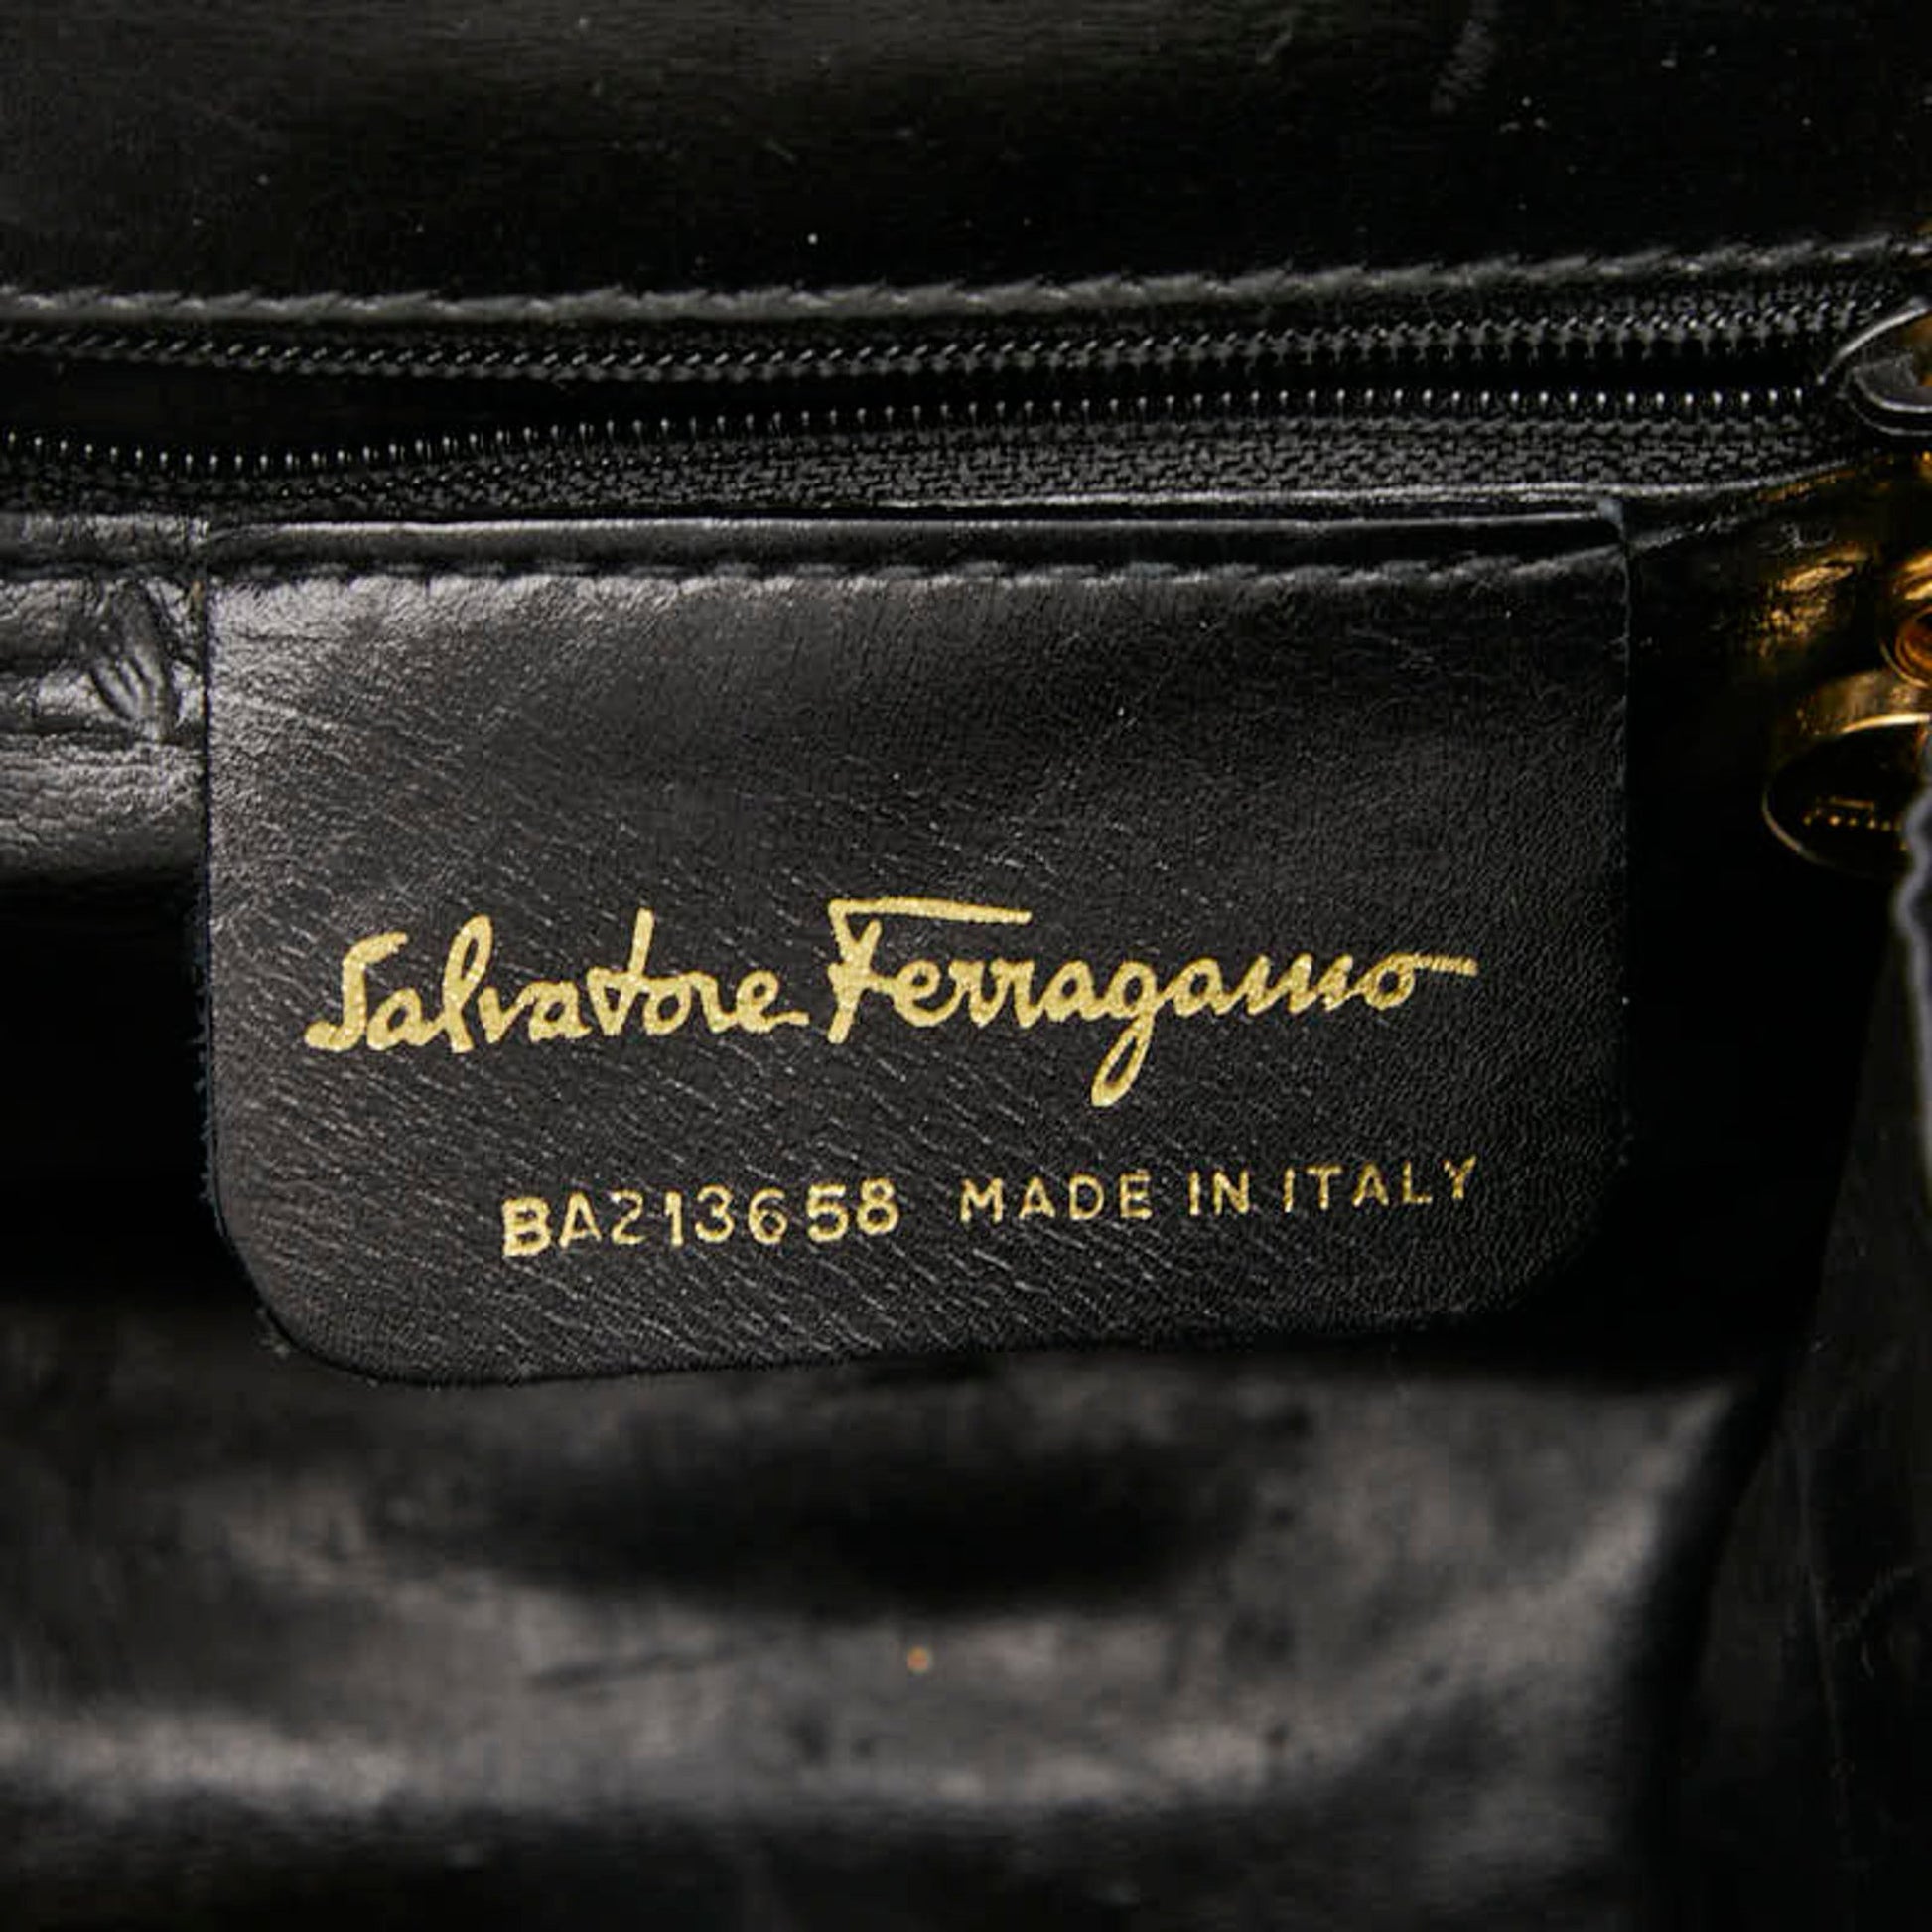 Salvatore Ferragamo
BA213658 MADE IN ITALY